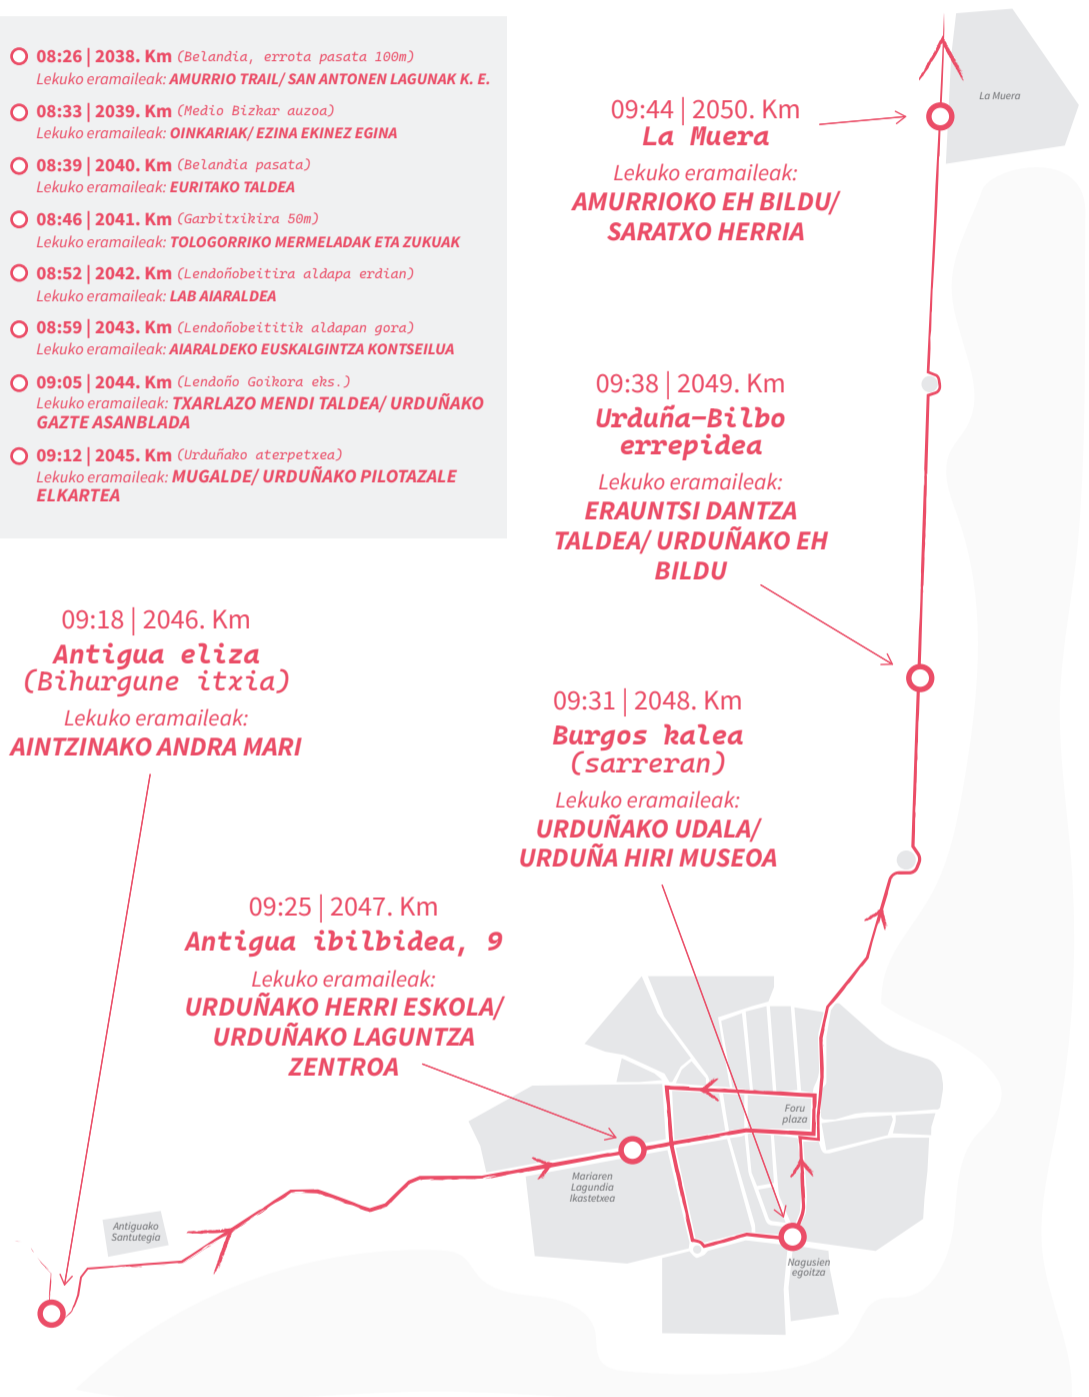 08:26 | 2038. Km (Belandia, errota pasata 100m)
Lekuko eramaileak: AMURRIO TRAIL/ SAN ANTONEN LAGUNAK K. E.
08:33 | 2039. Km (Medio Bizkar auzoa)
Lekuko eramaileak: OINKARIAK/ EZINA EKINEZ EGINA
08:39 | 2040. Km (Belandia pasata)
Lekuko eramaileak: EURITAKO TALDEA
08:46 | 2041. Km (Garbitxikira 50m)
Lekuko eramaileak: TOLOGORRIKO MERMELADAK ETA ZUKUAK
08:52 | 2042. Km (Lendoñobeitira aldapa erdian)
Lekuko eramaileak: LAB AIARALDEA
08:59 | 2043. Km (Lendoñobeititik aldapan gora)
Lekuko eramaileak: AIARALDEKO EUSKALGINTZA KONTSEILUA
09:05 | 2044. Km (Lendoño Goikora eks.)
Lekuko eramaileak: TXARLAZO MENDI TALDEA/ URDUÑAKO
GAZTE ASANBLADA
09:12 | 2045. Km (Urduñako aterpetxea)
Lekuko eramaileak: MUGALDE/ URDUÑAKO PILOTAZALE
ELKARTEA
09:18 | 2046. Km
Antigua eliza
(Bihurgune itxia)
Lekuko eramaileak:
AINTZINAKO ANDRA MARI
09:25 | 2047. Km
Antigua ibilbidea, 9
Lekuko eramaileak:
URDUÑAKO HERRI ESKOLA/
URDUÑAKO LAGUNTZA
ZENTROA
09:31 | 2048. Km
Burgos kalea
(sarreran)
Lekuko eramaileak:
URDUÑAKO UDALA/
URDUÑA HIRI MUSEOA
09:38 | 2049. Km
Urduña-Bilbo
errepidea
Lekuko eramaileak:
ERAUNTSI DANTZA
TALDEA/ URDUÑAKO EH
BILDU
09:44 | 2050. Km
La Muera
Lekuko eramaileak:
AMURRIOKO EH BILDU/
SARATXO HERRIA
La Muera
Foru
plaza
Mariaren
Lagundia
Ikastetxea
Antiguako
Santutegia
Nagusien
egoitza